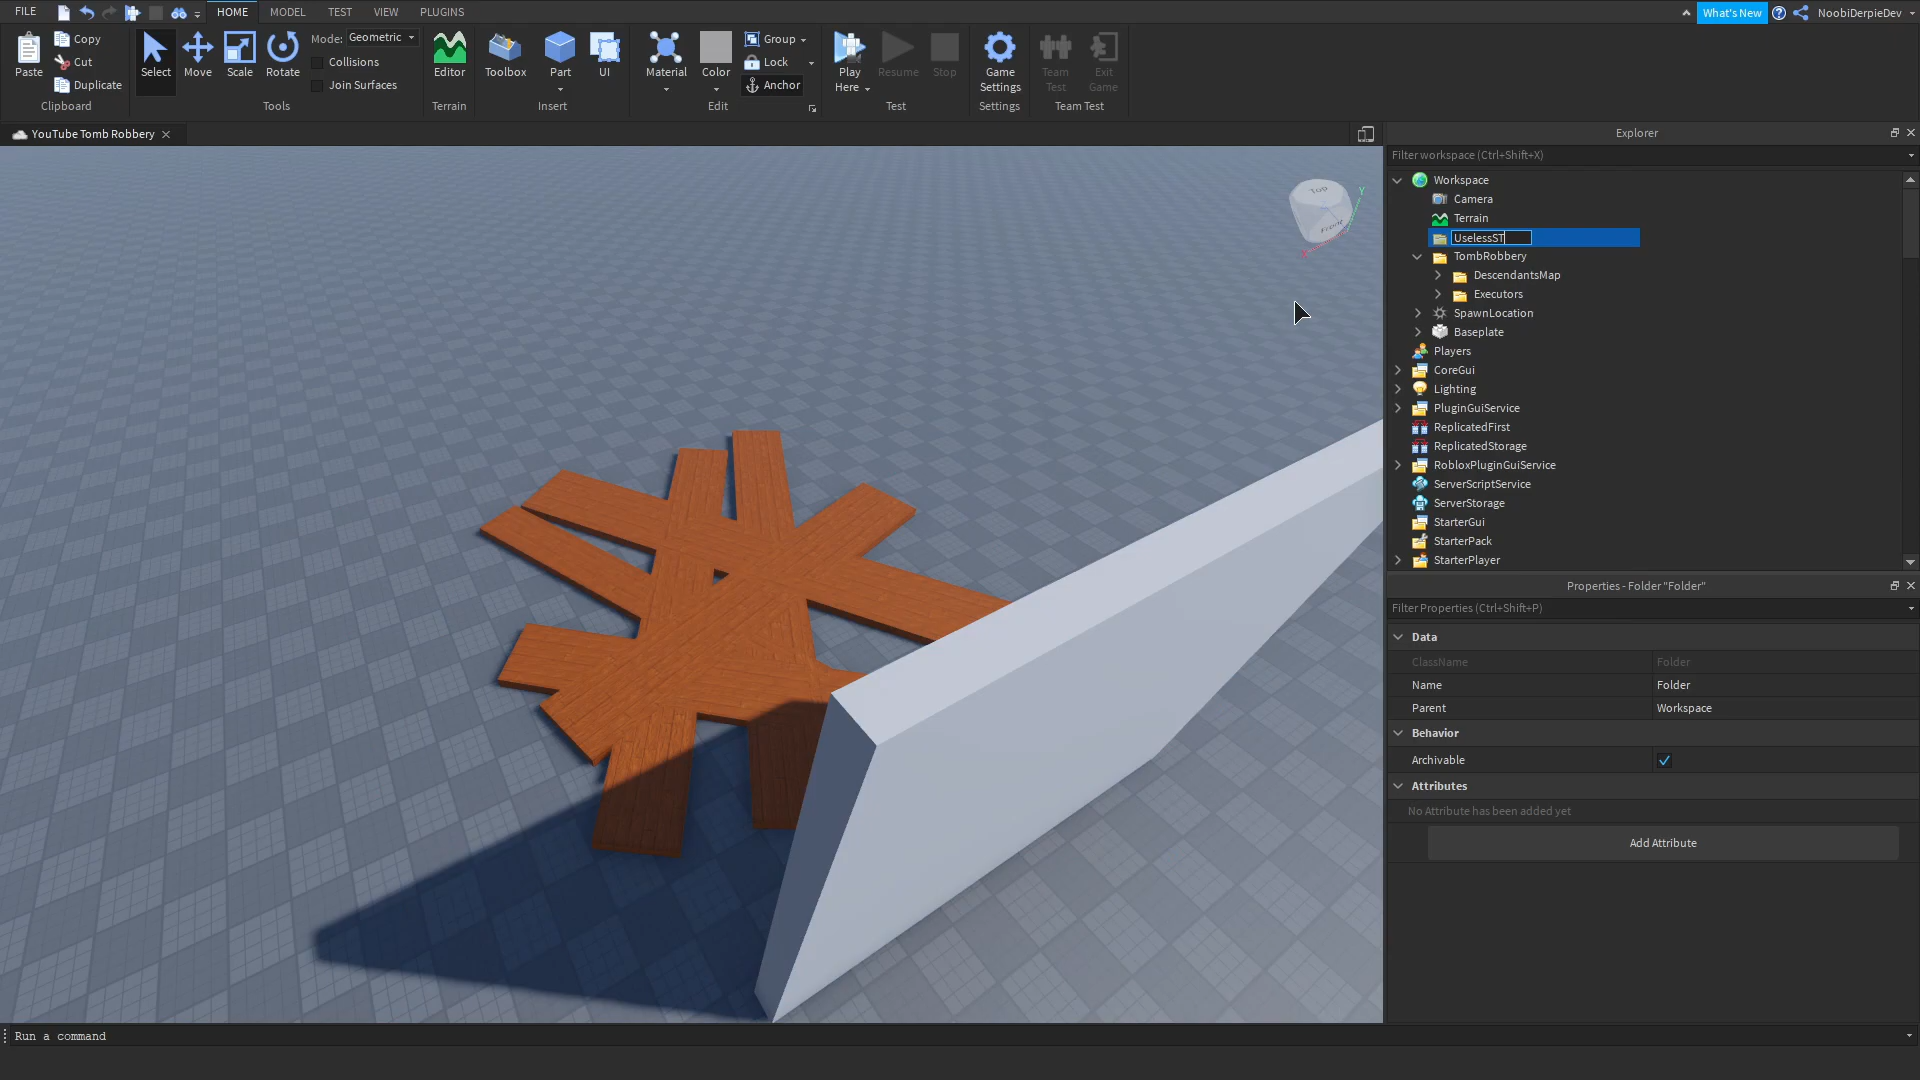 FILE
HOME
MODEL
TEST
VIEW
PLUGINS
What's New
NoobiDerpieDev
Paste
Copy
Cut
Duplicate
Clipboard
Select
Move
Scale
Rotate
Mode: Geometric
Collisions
Join Surfaces
Tools
Editor
Terrain
Toolbox
Part
UI
Insert
Material
Color
Group
Lock
Anchor
Edit
Play
Here
Resume
Stop
Test
Game
Settings
Settings
Team
Test
Exit
Game
Team Test
YouTube Tomb Robbery
Top
Front
Y
X
Explorer
Filter workspace (Ctrl+Shift+X)
Workspace
Camera
Terrain
UselessST
TombRobbery
DescendantsMap
Executors
SpawnLocation
Baseplate
Players
CoreGui
Lighting
PluginGuiService
ReplicatedFirst
ReplicatedStorage
RobloxPluginGuiService
ServerScriptService
ServerStorage
StarterGui
StarterPack
StarterPlayer
Properties - Folder "Folder"
Filter Properties (Ctrl+Shift+P)
Data
ClassName Folder
Name Folder
Parent Workspace
Behavior
Archivable
Attributes
No Attribute has been added yet
Add Attribute
Run a command